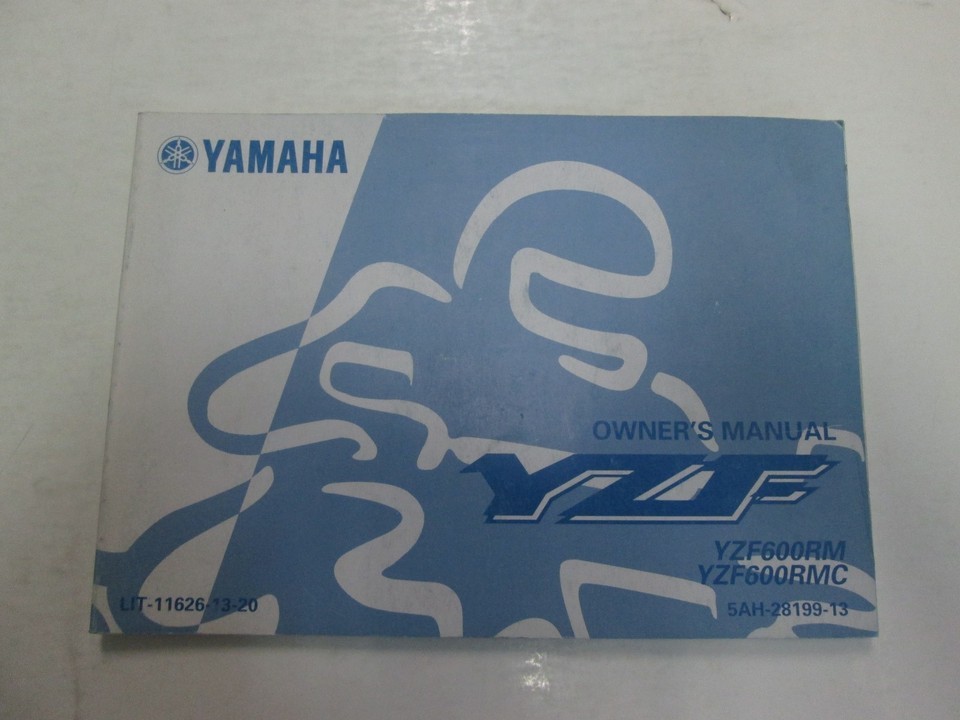 YAMAHA
OWNER'S MANUAL
YZF
YZF600RM
YZF600RMC
LIT-11626-13-20
5AH-28199-13